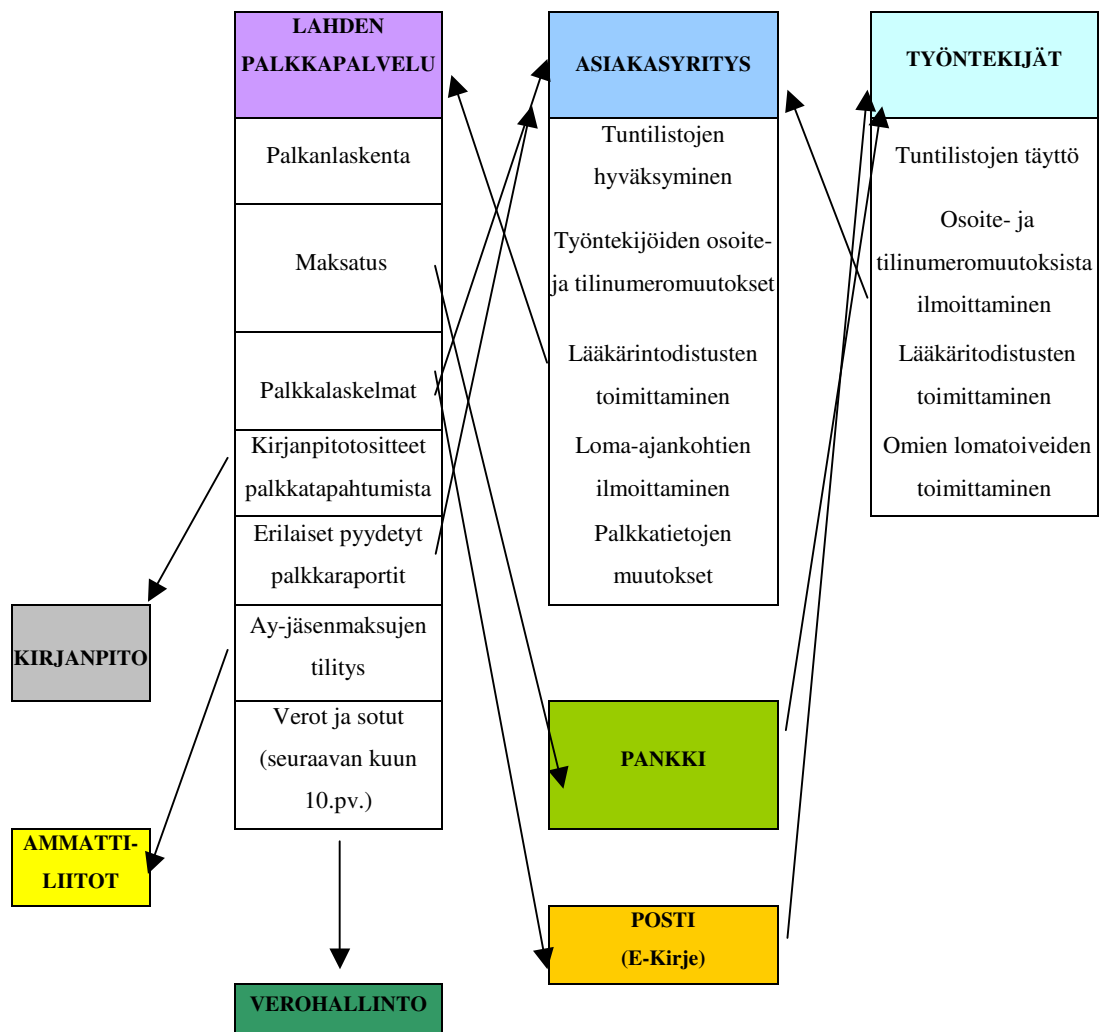 LAHDEN
PALKKAPALVELU
Palkanlaskenta
Maksatus
Palkkalaskelmat
Kirjanpitotositteet
palkkatapahtumista
Erilaiset pyydetyt
palkkaraportit
Ay-jäsenmaksujen
tilitys
Verot ja sotut
(seuraavan kuun
10.pv.)
ASIAKASYRITYS
Tuntilistojen
hyväksyminen
Työntekijöiden osoite-
ja tilinumeromuutokset
Lääkärintodistusten
toimittaminen
Loma-ajankohtien
ilmoittaminen
Palkkatietojen
muutokset
TYÖNTEKIJÄT
Tuntilistojen täyttö
Osoite- ja
tilinumeromuutoksista
ilmoittaminen
Lääkäritodistusten
toimittaminen
Omien lomatoiveiden
toimittaminen
KIRJANPITO
PANKKI
AMMATTI-
LIITOT
POSTI
(E-Kirje)
VEROHALLINTO